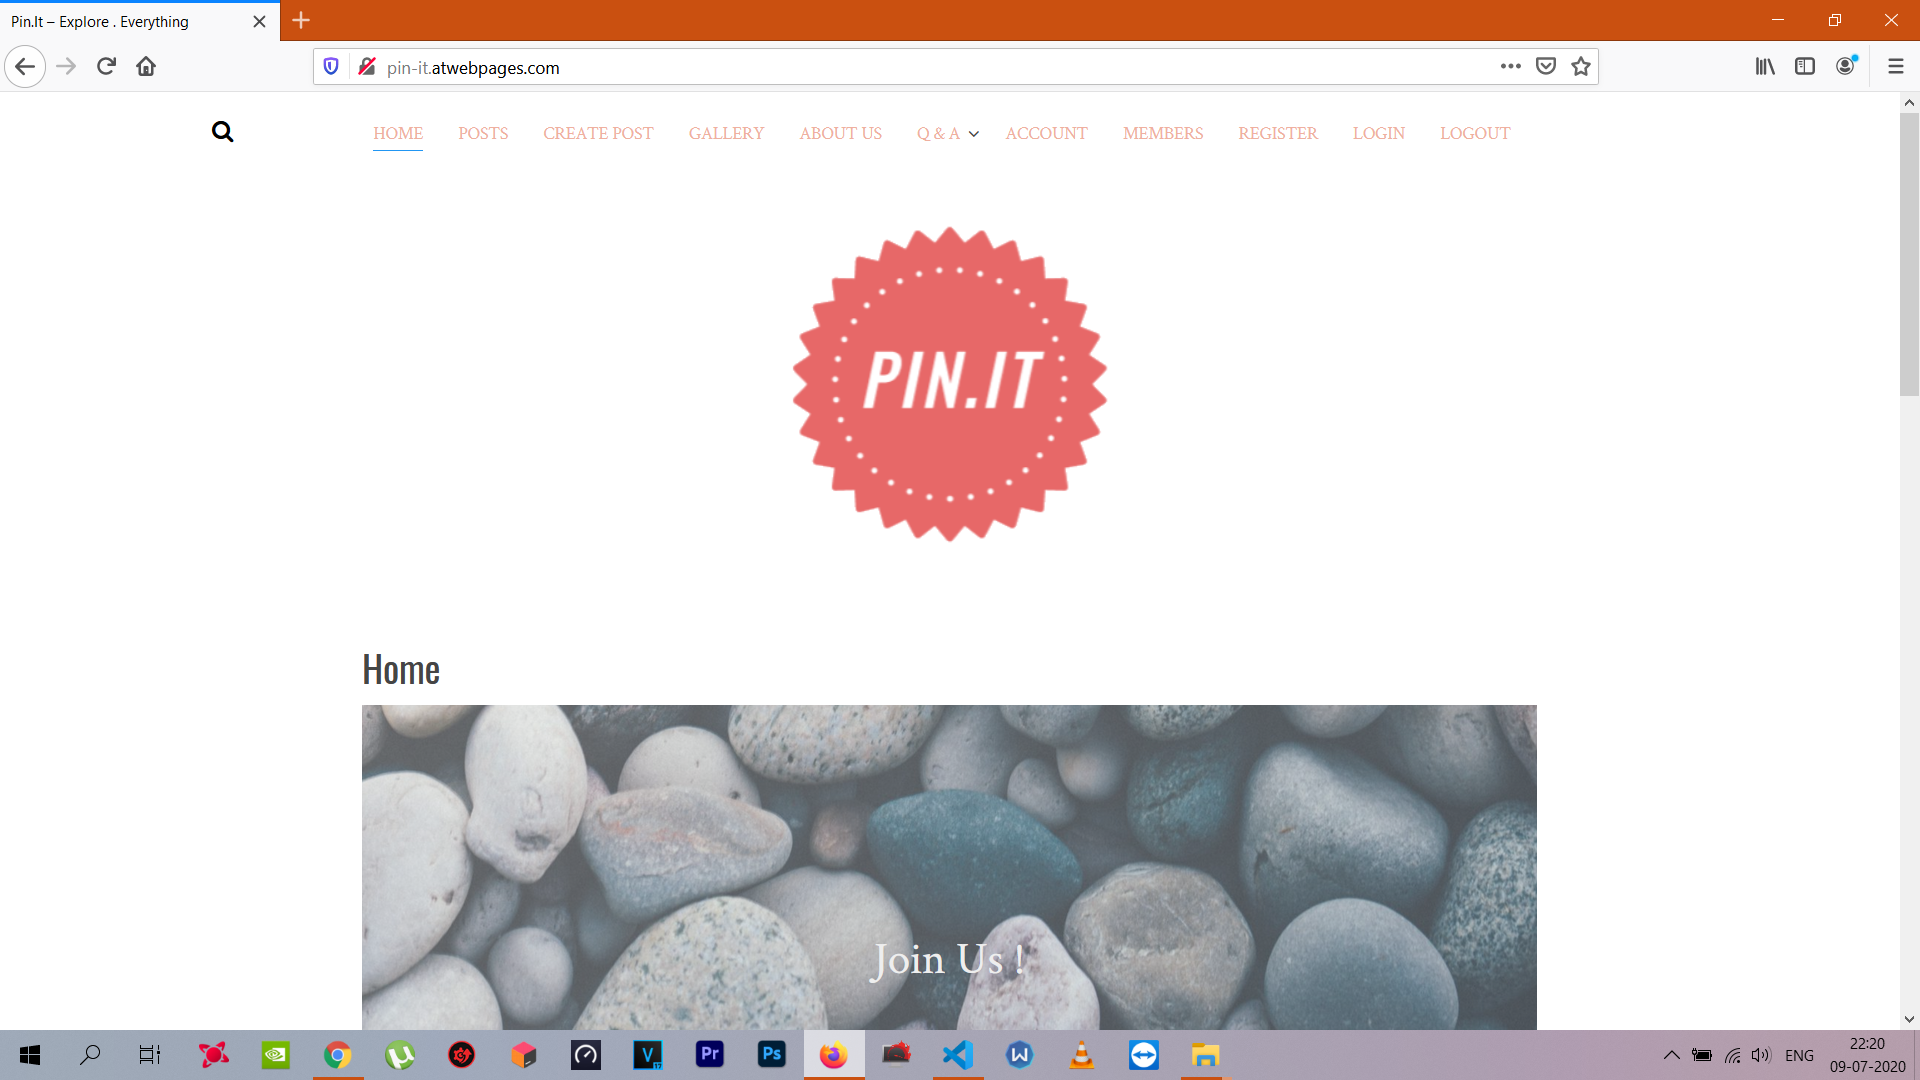 Pin.It – Explore . Everything
pin-it.atwebpages.com
HOME POSTS CREATE POST GALLERY ABOUT US Q & A ACCOUNT MEMBERS REGISTER LOGIN LOGOUT
PIN.IT
Home
Join Us !
V
Pr
Ps
W
ENG
22:20
09-07-2020